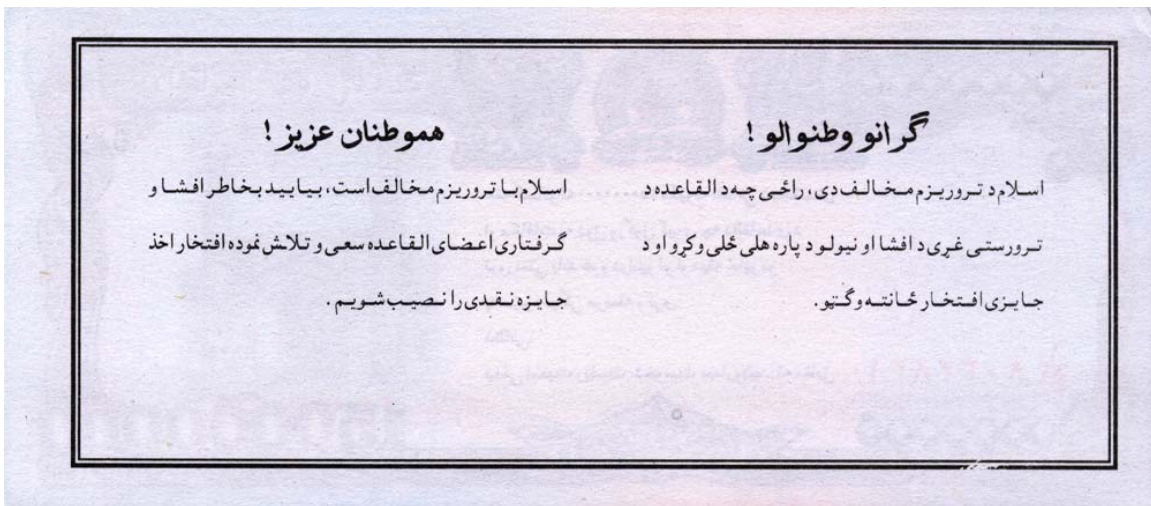 گرانو وطنوالو !
اسلام د تروریزم مخالف دی، راځی چه د القاعده د
ترورستی غړی د افشا او نیولو د پاره هلی ځلی وکړو او د
جایزی افتخار ځانته وګټو.
هموطنان عزیز !
اسلام با تروریزم مخالف است، بیایید بخاطر افشا و
گرفتاری اعضای القاعده سعی و تلاش نموده افتخار اخذ
جایزه نقدی را نصیب شویم.